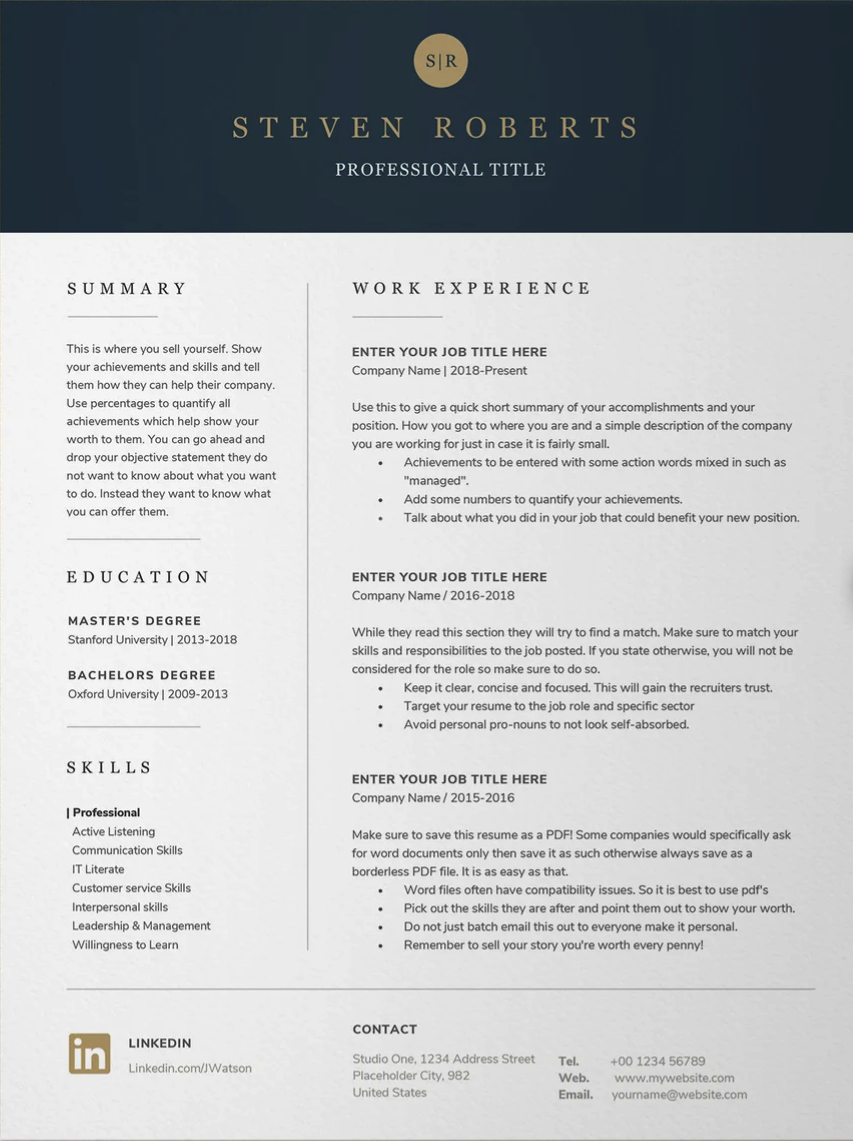 S|R
STEVEN ROBERTS
PROFESSIONAL TITLE
SUMMARY
This is where you sell yourself. Show
your achievements and skills and tell
them how they can help their company.
Use percentages to quantify all
achievements which help show your
worth to them. You can go ahead and
drop your objective statement they do
not want to know about what you want
to do. Instead they want to know what
you can offer them.
EDUCATION
MASTER'S DEGREE
Stanford University | 2013-2018
BACHELORS DEGREE
Oxford University | 2009-2013
SKILLS
| Professional
Active Listening
Communication Skills
IT Literate
Customer service Skills
Interpersonal skills
Leadership & Management
Willingness to Learn
WORK EXPERIENCE
ENTER YOUR JOB TITLE HERE
Company Name | 2018-Present
Use this to give a quick short summary of your accomplishments and your
position. How you got to where you are and a simple description of the company
you are working for just in case it is fairly small.
• Achievements to be entered with some action words mixed in such as
"managed".
• Add some numbers to quantify your achievements.
• Talk about what you did in your job that could benefit your new position.
ENTER YOUR JOB TITLE HERE
Company Name / 2016-2018
While they read this section they will try to find a match. Make sure to match your
skills and responsibilities to the job posted. If you state otherwise, you will not be
considered for the role so make sure to do so.
• Keep it clear, concise and focused. This will gain the recruiters trust.
• Target your resume to the job role and specific sector
• Avoid personal pro-nouns to not look self-absorbed.
ENTER YOUR JOB TITLE HERE
Company Name / 2015-2016
Make sure to save this resume as a PDF! Some companies would specifically ask
for word documents only then save it as such otherwise always save as a
borderless PDF file. It is as easy as that.
• Word files often have compatibility issues. So it is best to use pdf's
• Pick out the skills they are after and point them out to show your worth.
• Do not just batch email this out to everyone make it personal.
• Remember to sell your story you're worth every penny!
in
LINKEDIN
Linkedin.com/JWatson
CONTACT
Studio One, 1234 Address Street
Placeholder City, 982
United States
Tel. +00 1234 56789
Web. www.mywebsite.com
Email. yourname@website.com